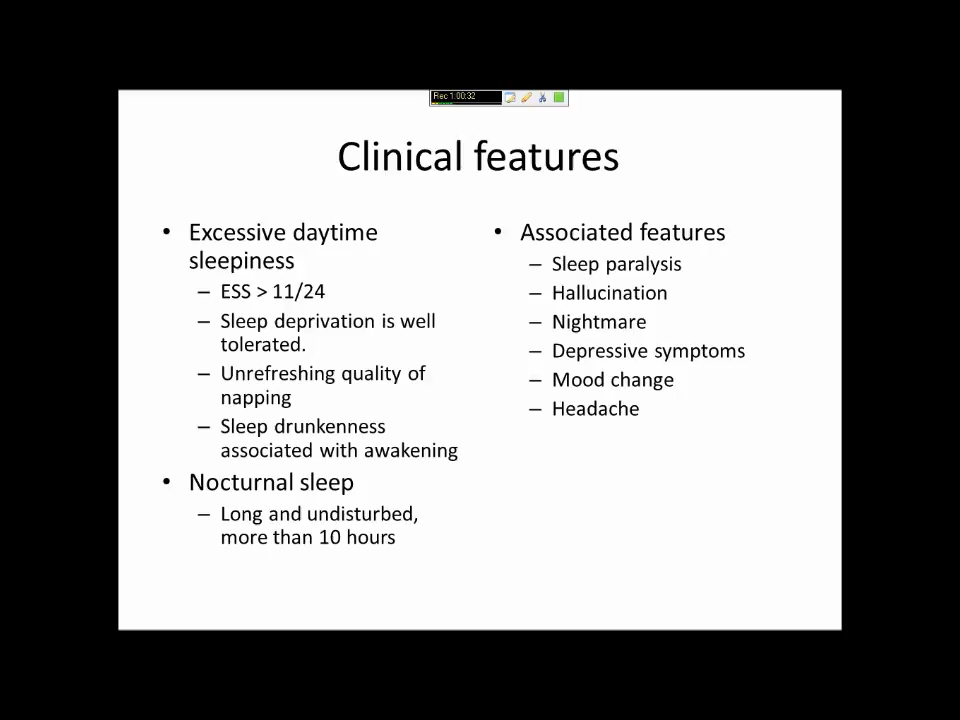 Rec 1:00:32
Clinical features
• Excessive daytime
sleepiness
– ESS > 11/24
– Sleep deprivation is well
tolerated.
– Unrefreshing quality of
napping
– Sleep drunkenness
associated with awakening
• Nocturnal sleep
– Long and undisturbed,
more than 10 hours
• Associated features
– Sleep paralysis
– Hallucination
– Nightmare
– Depressive symptoms
– Mood change
– Headache